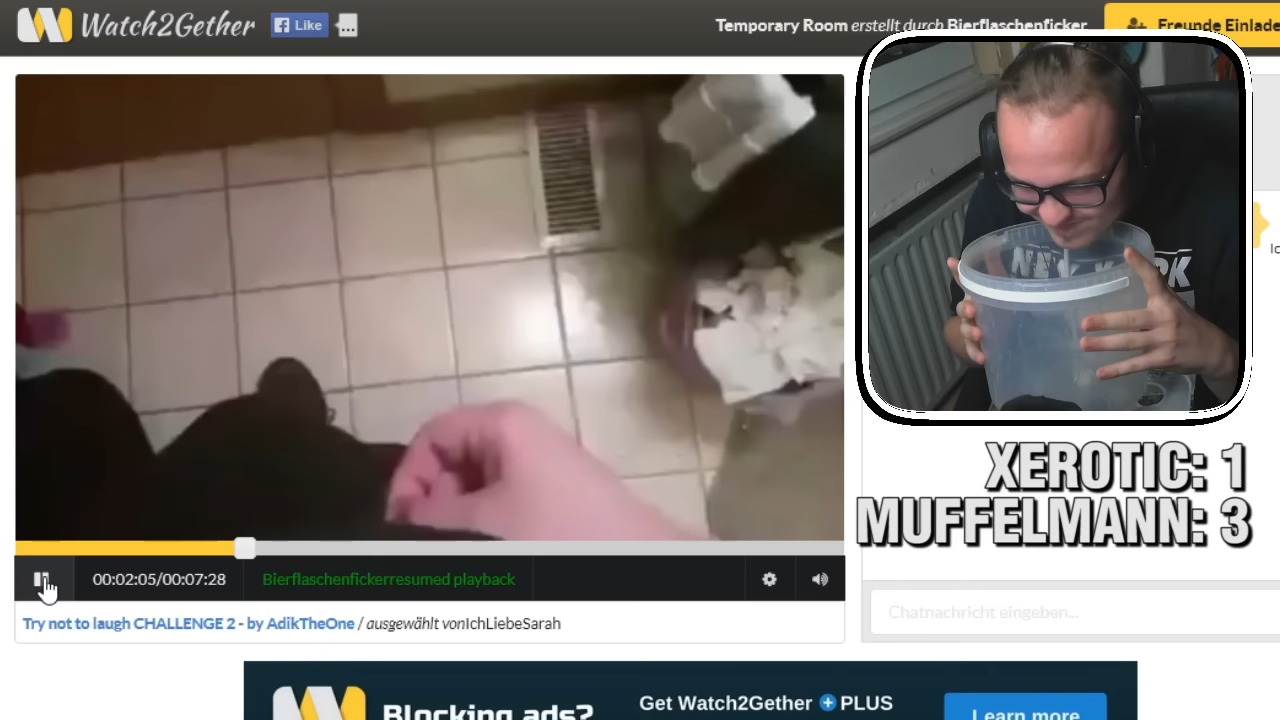 Watch2Gether
Like
...
Temporary Room erstellt durch Bierflaschenficker
Freunde Einlade
NEW YORK
XEROTIC: 1
MUFFELMANN: 3
00:02:05/00:07:28
Bierflaschenfickerresumed playback
Try not to laugh CHALLENGE 2 - by AdikTheOne / ausgewählt vonIchLiebeSarah
Chatnachricht eingeben...
Blocking ads?
Get Watch2Gether PLUS
Learn more